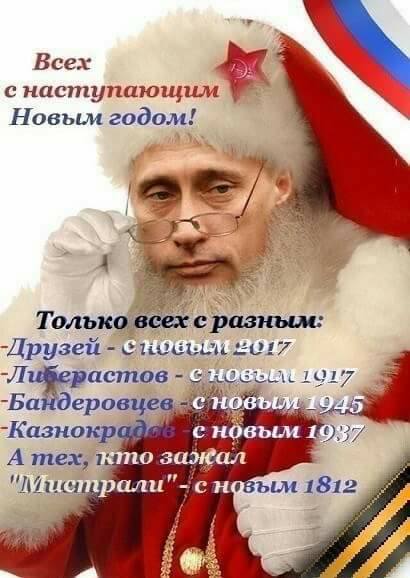 Всех
с наступающим
Новым годом!
Только всех с разным:
-Друзей - с новым 2017
-Либерастов - с новым 1917
-Бандеровцев - с новым 1945
-Казнокрадов - с новым 1937
А тех, кто зажал
"Мистрали" - с новым 1812